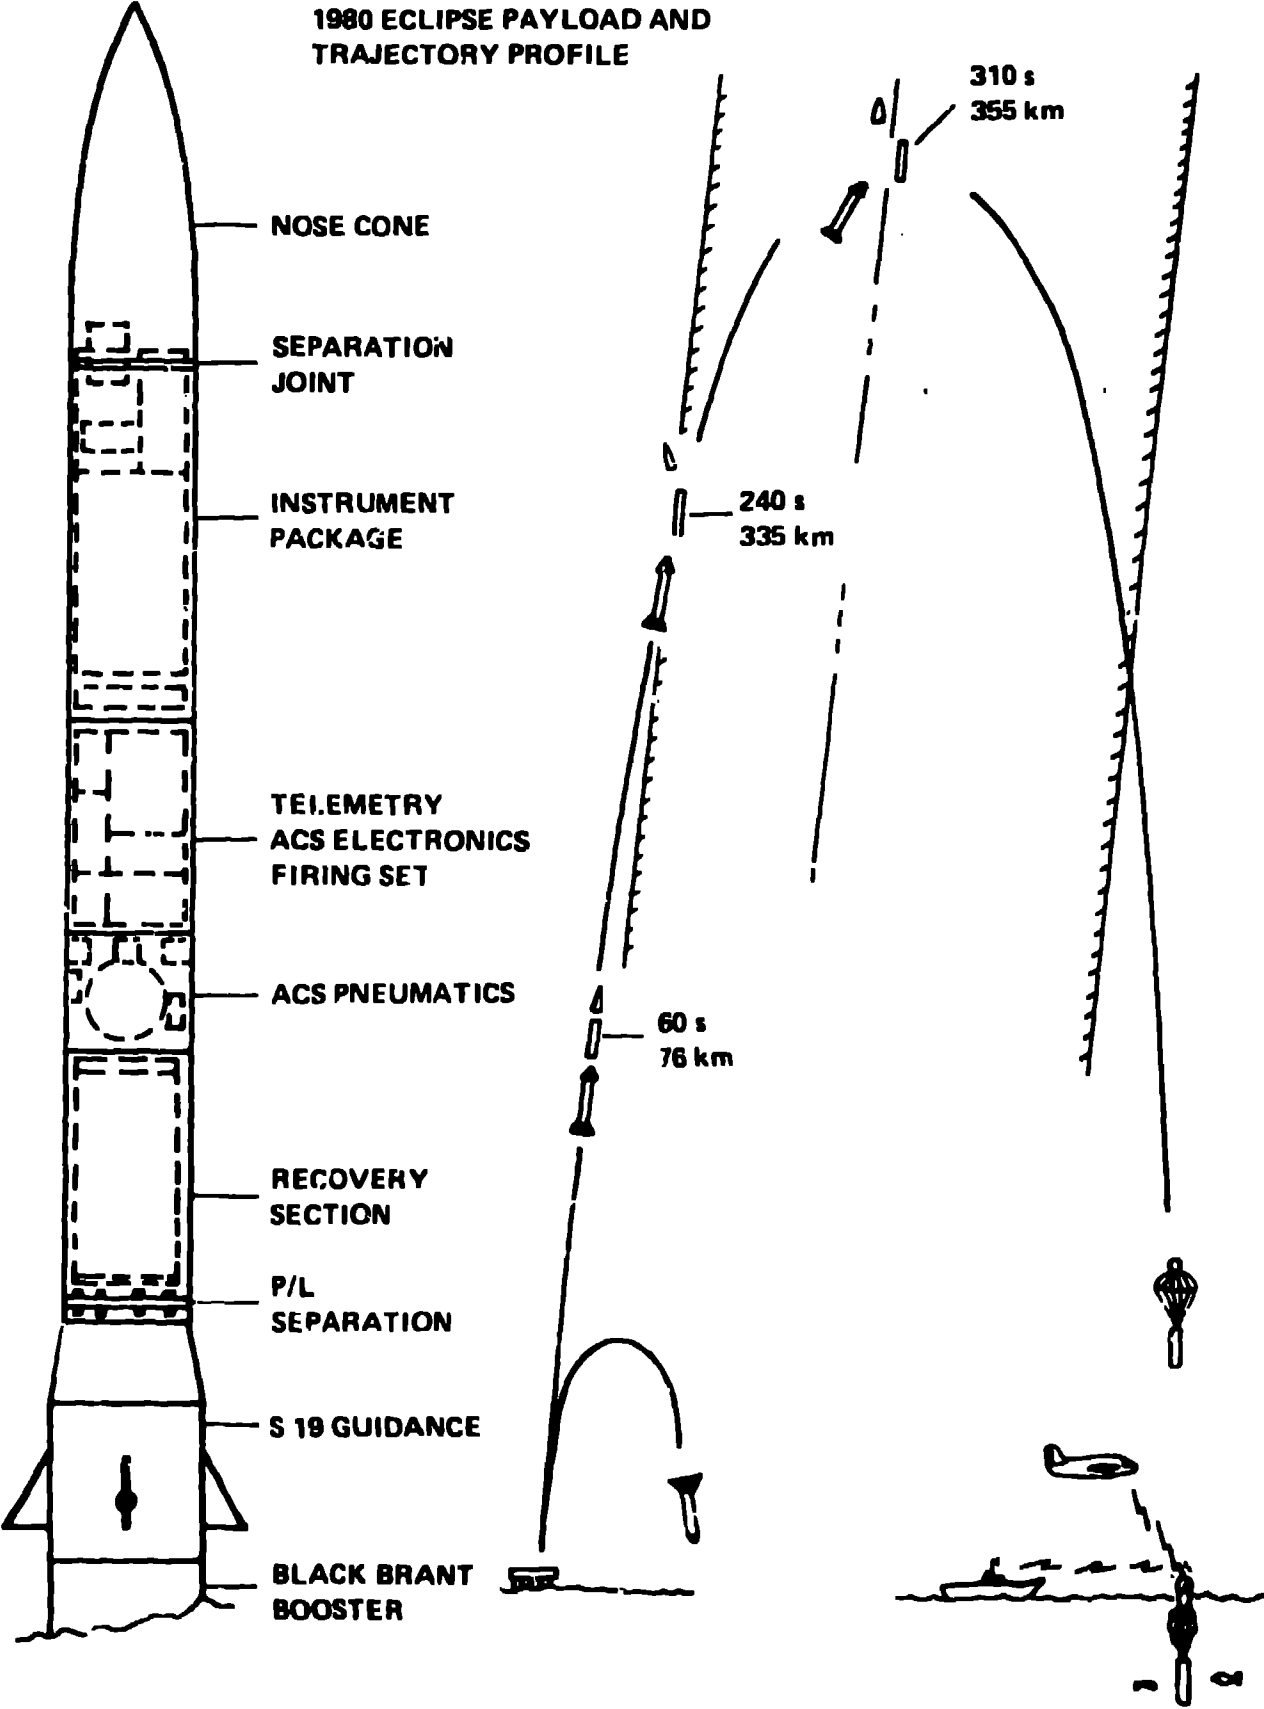 1980 ECLIPSE PAYLOAD AND
TRAJECTORY PROFILE
NOSE CONE
SEPARATION
JOINT
INSTRUMENT
PACKAGE
TELEMETRY
ACS ELECTRONICS
FIRING SET
ACS PNEUMATICS
RECOVERY
SECTION
P/L
SEPARATION
S 19 GUIDANCE
BLACK BRANT
BOOSTER
310 s
355 km
240 s
335 km
60 s
76 km